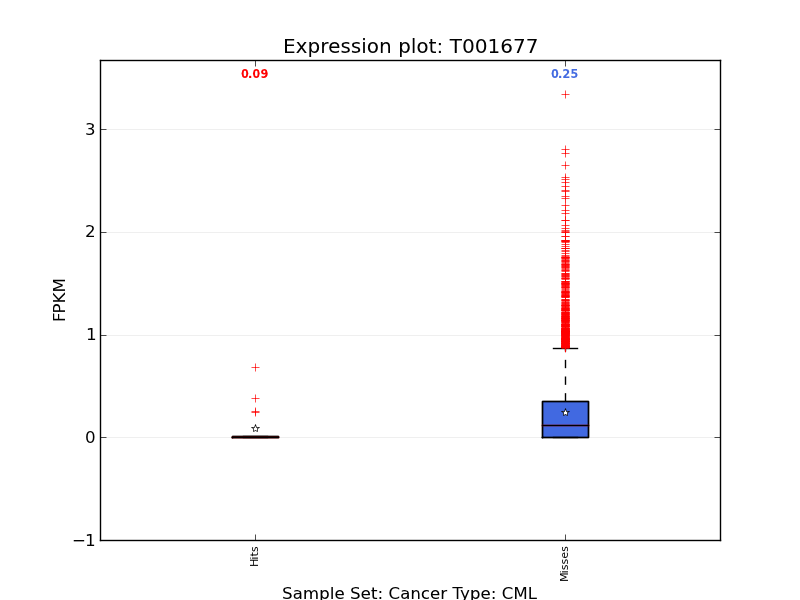 Expression plot: T001677
0.09
0.25
3
2
1
0
−1
FPKM
Hits
Misses
Sample Set: Cancer Type: CML